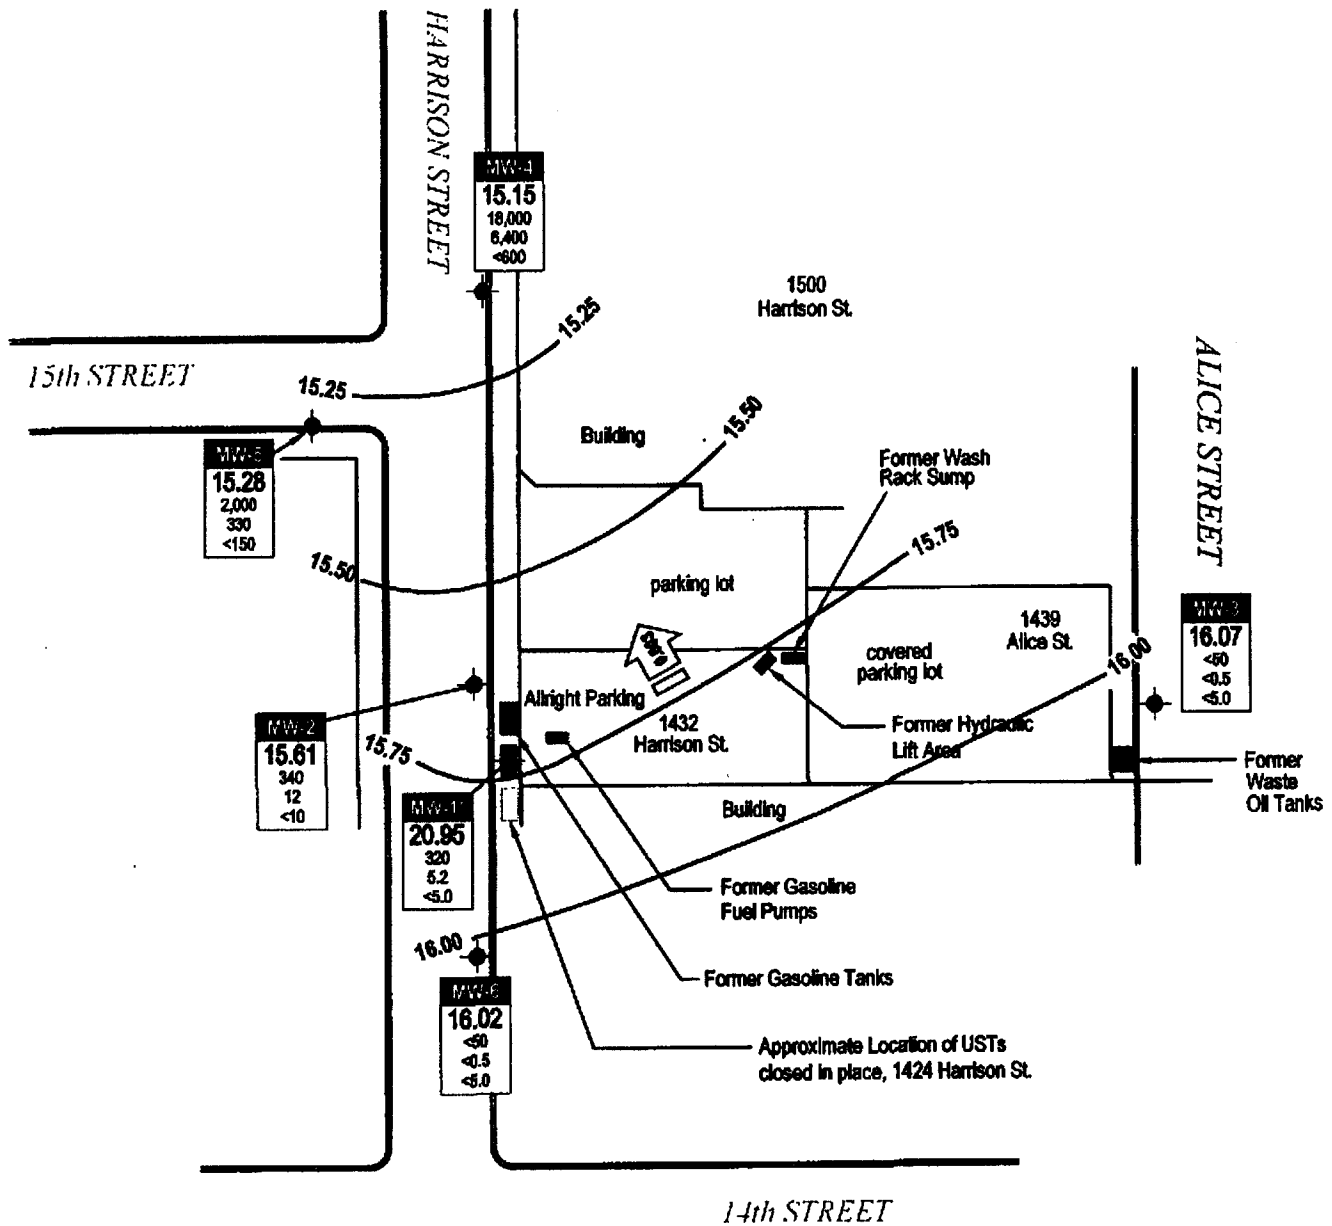 HARRISON STREET
MW-4
15.15
18,000
6,400
<600
1500
Harrison St.
15.25
15th STREET
15.25
ALICE STREET
15.50
Building
MW-5
15.28
2,000
330
<150
Former Wash
Rack Sump
15.75
15.50
parking lot
1439
Alice St.
MW-3
16.07
<50
<0.5
<5.0
covered
parking lot
16.00
Allright Parking
1432
Harrison St.
Former Hydraulic
Lift Area
MW-2
15.61
340
12
<10
15.75
Former
Waste
Oil Tanks
MW-1
20.95
320
5.2
<5.0
Building
Former Gasoline
Fuel Pumps
16.00
Former Gasoline Tanks
MW-6
16.02
<50
<0.5
<5.0
Approximate Location of USTs
closed in place, 1424 Harrison St.
14th STREET